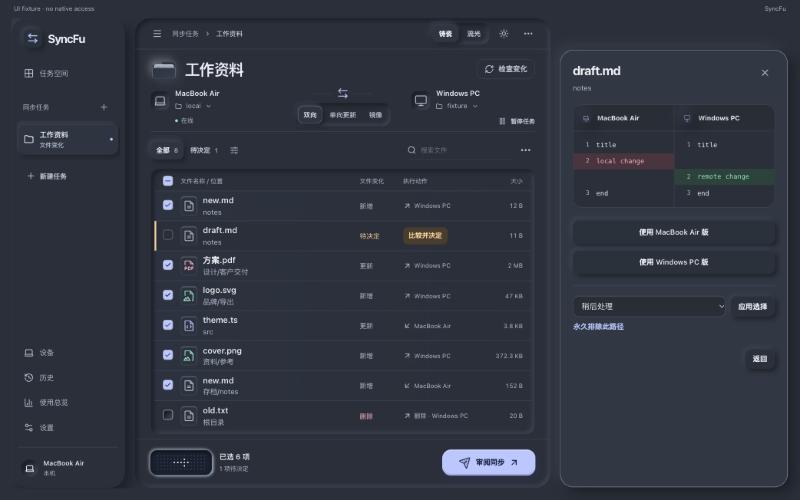 UI fixture · no native access
SyncFu
SyncFu
任务空间
同步任务
工作资料
文件变化
新建任务
设备
历史
使用总览
设置
MacBook Air
本机
同步任务 › 工作资料
铸瓷 流光
工作资料
检查变化
MacBook Air
local
在线
双向 单向更新 镜像
Windows PC
fixture
暂停任务
全部 8 待决定 1
搜索文件
文件名称 / 位置 文件变化 执行动作 大小
new.md
notes
新增 Windows PC 12 B
draft.md
notes
待决定 比较并决定 11 B
方案.pdf
设计/客户交付
更新 Windows PC 2 MB
logo.svg
品牌/导出
新增 Windows PC 47 KB
theme.ts
src
更新 MacBook Air 3.8 KB
cover.png
资料/参考
新增 Windows PC 372.3 KB
new.md
存档/notes
新增 MacBook Air 152 B
old.txt
根目录
删除 删除 · Windows PC 20 B
已选 6 项
1 项待决定
审阅同步
draft.md
notes
MacBook Air Windows PC
1 title 1 title
2 local change
2 remote change
3 end 3 end
使用 MacBook Air 版
使用 Windows PC 版
稍后处理
应用选择
永久排除此路径
返回